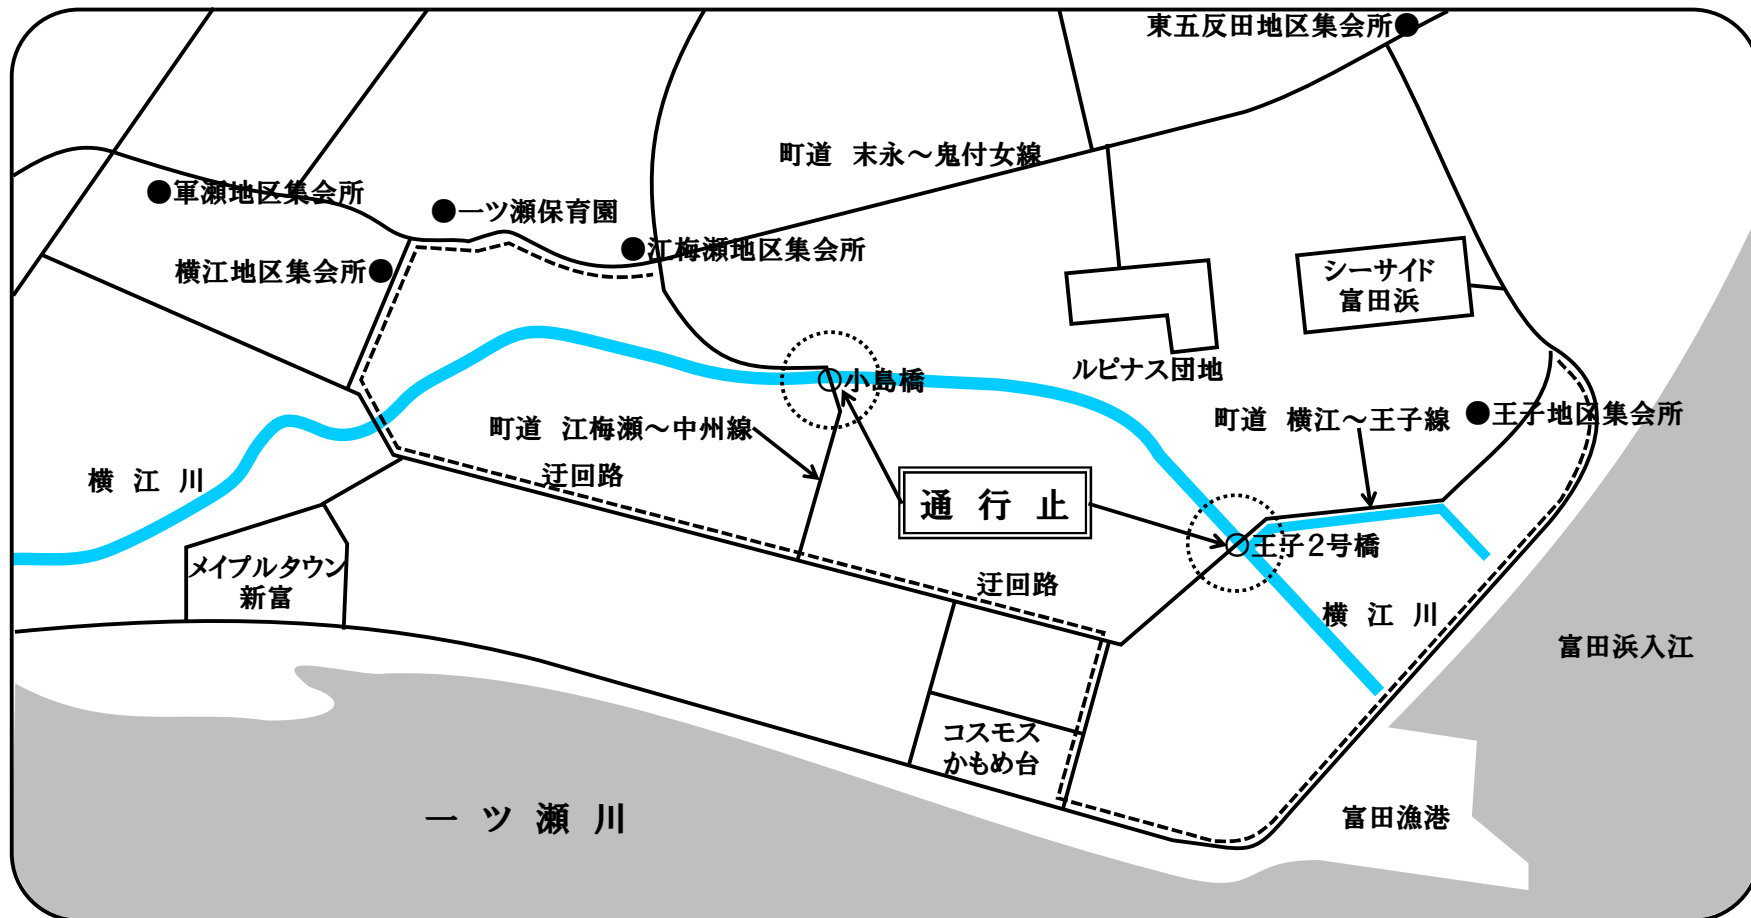 東五反田地区集会所
町道 末永～鬼付女線
軍瀬地区集会所
一ツ瀬保育園
江梅瀬地区集会所
横江地区集会所
シーサイド
富田浜
ルピナス団地
小島橋
町道 江梅瀬～中州線
町道 横江～王子線
王子地区集会所
迂回路
横江川
通行止
王子2号橋
メイプルタウン
新富
迂回路
横江川
富田浜入江
コスモス
かもめ台
一ツ瀬川
富田漁港